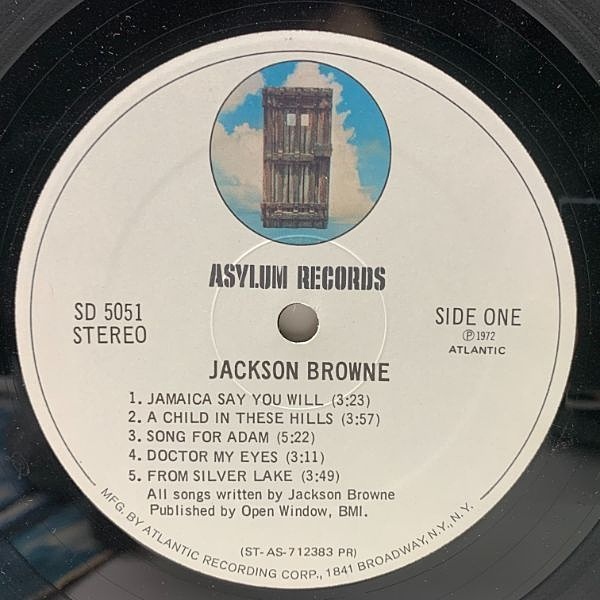 ASYLUM RECORDS
SD 5051
STEREO
SIDE ONE
Ⓟ 1972
ATLANTIC
JACKSON BROWNE
1. JAMAICA SAY YOU WILL (3:23)
2. A CHILD IN THESE HILLS (3:57)
3. SONG FOR ADAM (5:22)
4. DOCTOR MY EYES (3:11)
5. FROM SILVER LAKE (3:49)
All songs written by Jackson Browne
Published by Open Window, BMI.
(ST-AS-712383 PR)
MFG. BY ATLANTIC RECORDING CORP., 1841 BROADWAY, N.Y., N.Y.